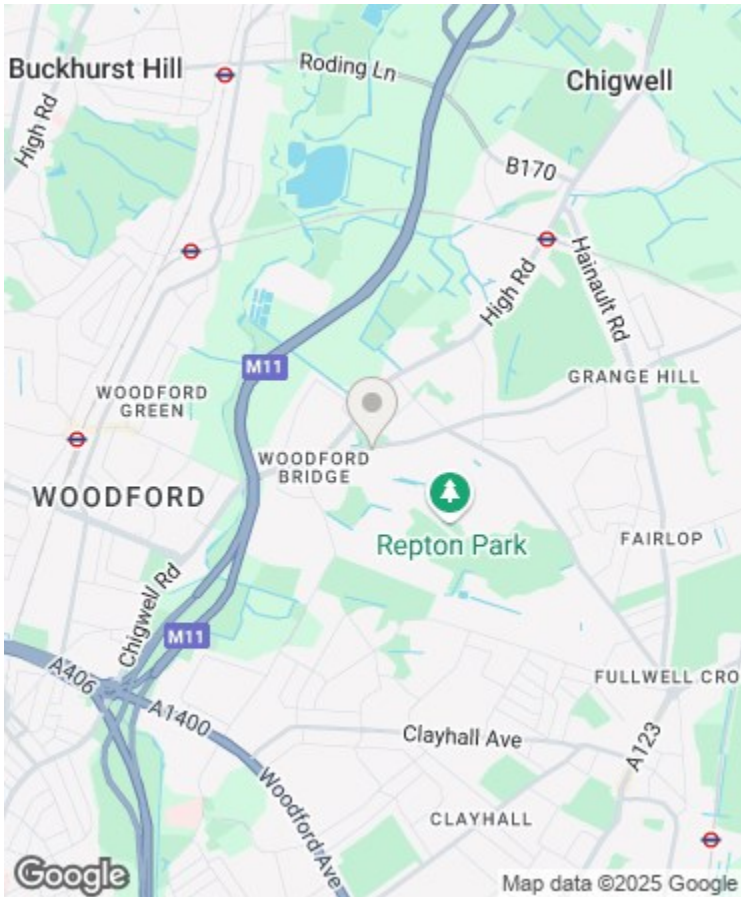 Buckhurst Hill
Roding Ln
Chigwell
High Rd
B170
High Rd
Hainault Rd
M11
GRANGE HILL
WOODFORD
GREEN
WOODFORD
BRIDGE
WOODFORD
Repton Park
FAIRLOP
Chigwell Rd
M11
A406
FULLWELL CRO
A1400
Clayhall Ave
A123
Woodford Ave
CLAYHALL
Google
Map data ©2025 Google